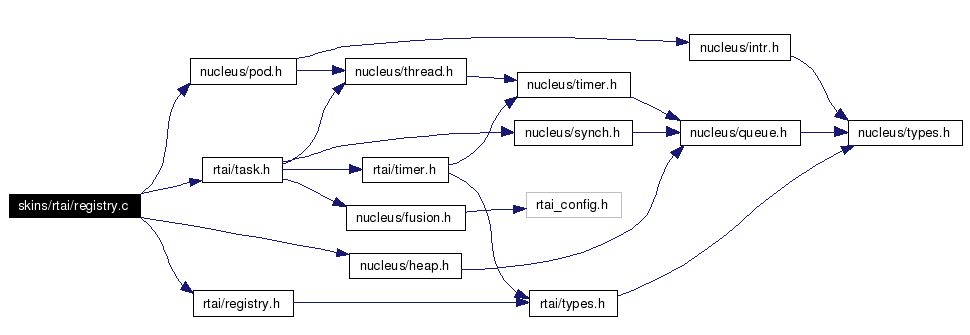 nucleus/intr.h
nucleus/pod.h
nucleus/thread.h
nucleus/timer.h
nucleus/synch.h
nucleus/queue.h
nucleus/types.h
rtai/task.h
rtai/timer.h
skins/rtai/registry.c
nucleus/fusion.h
rtai_config.h
nucleus/heap.h
rtai/registry.h
rtai/types.h